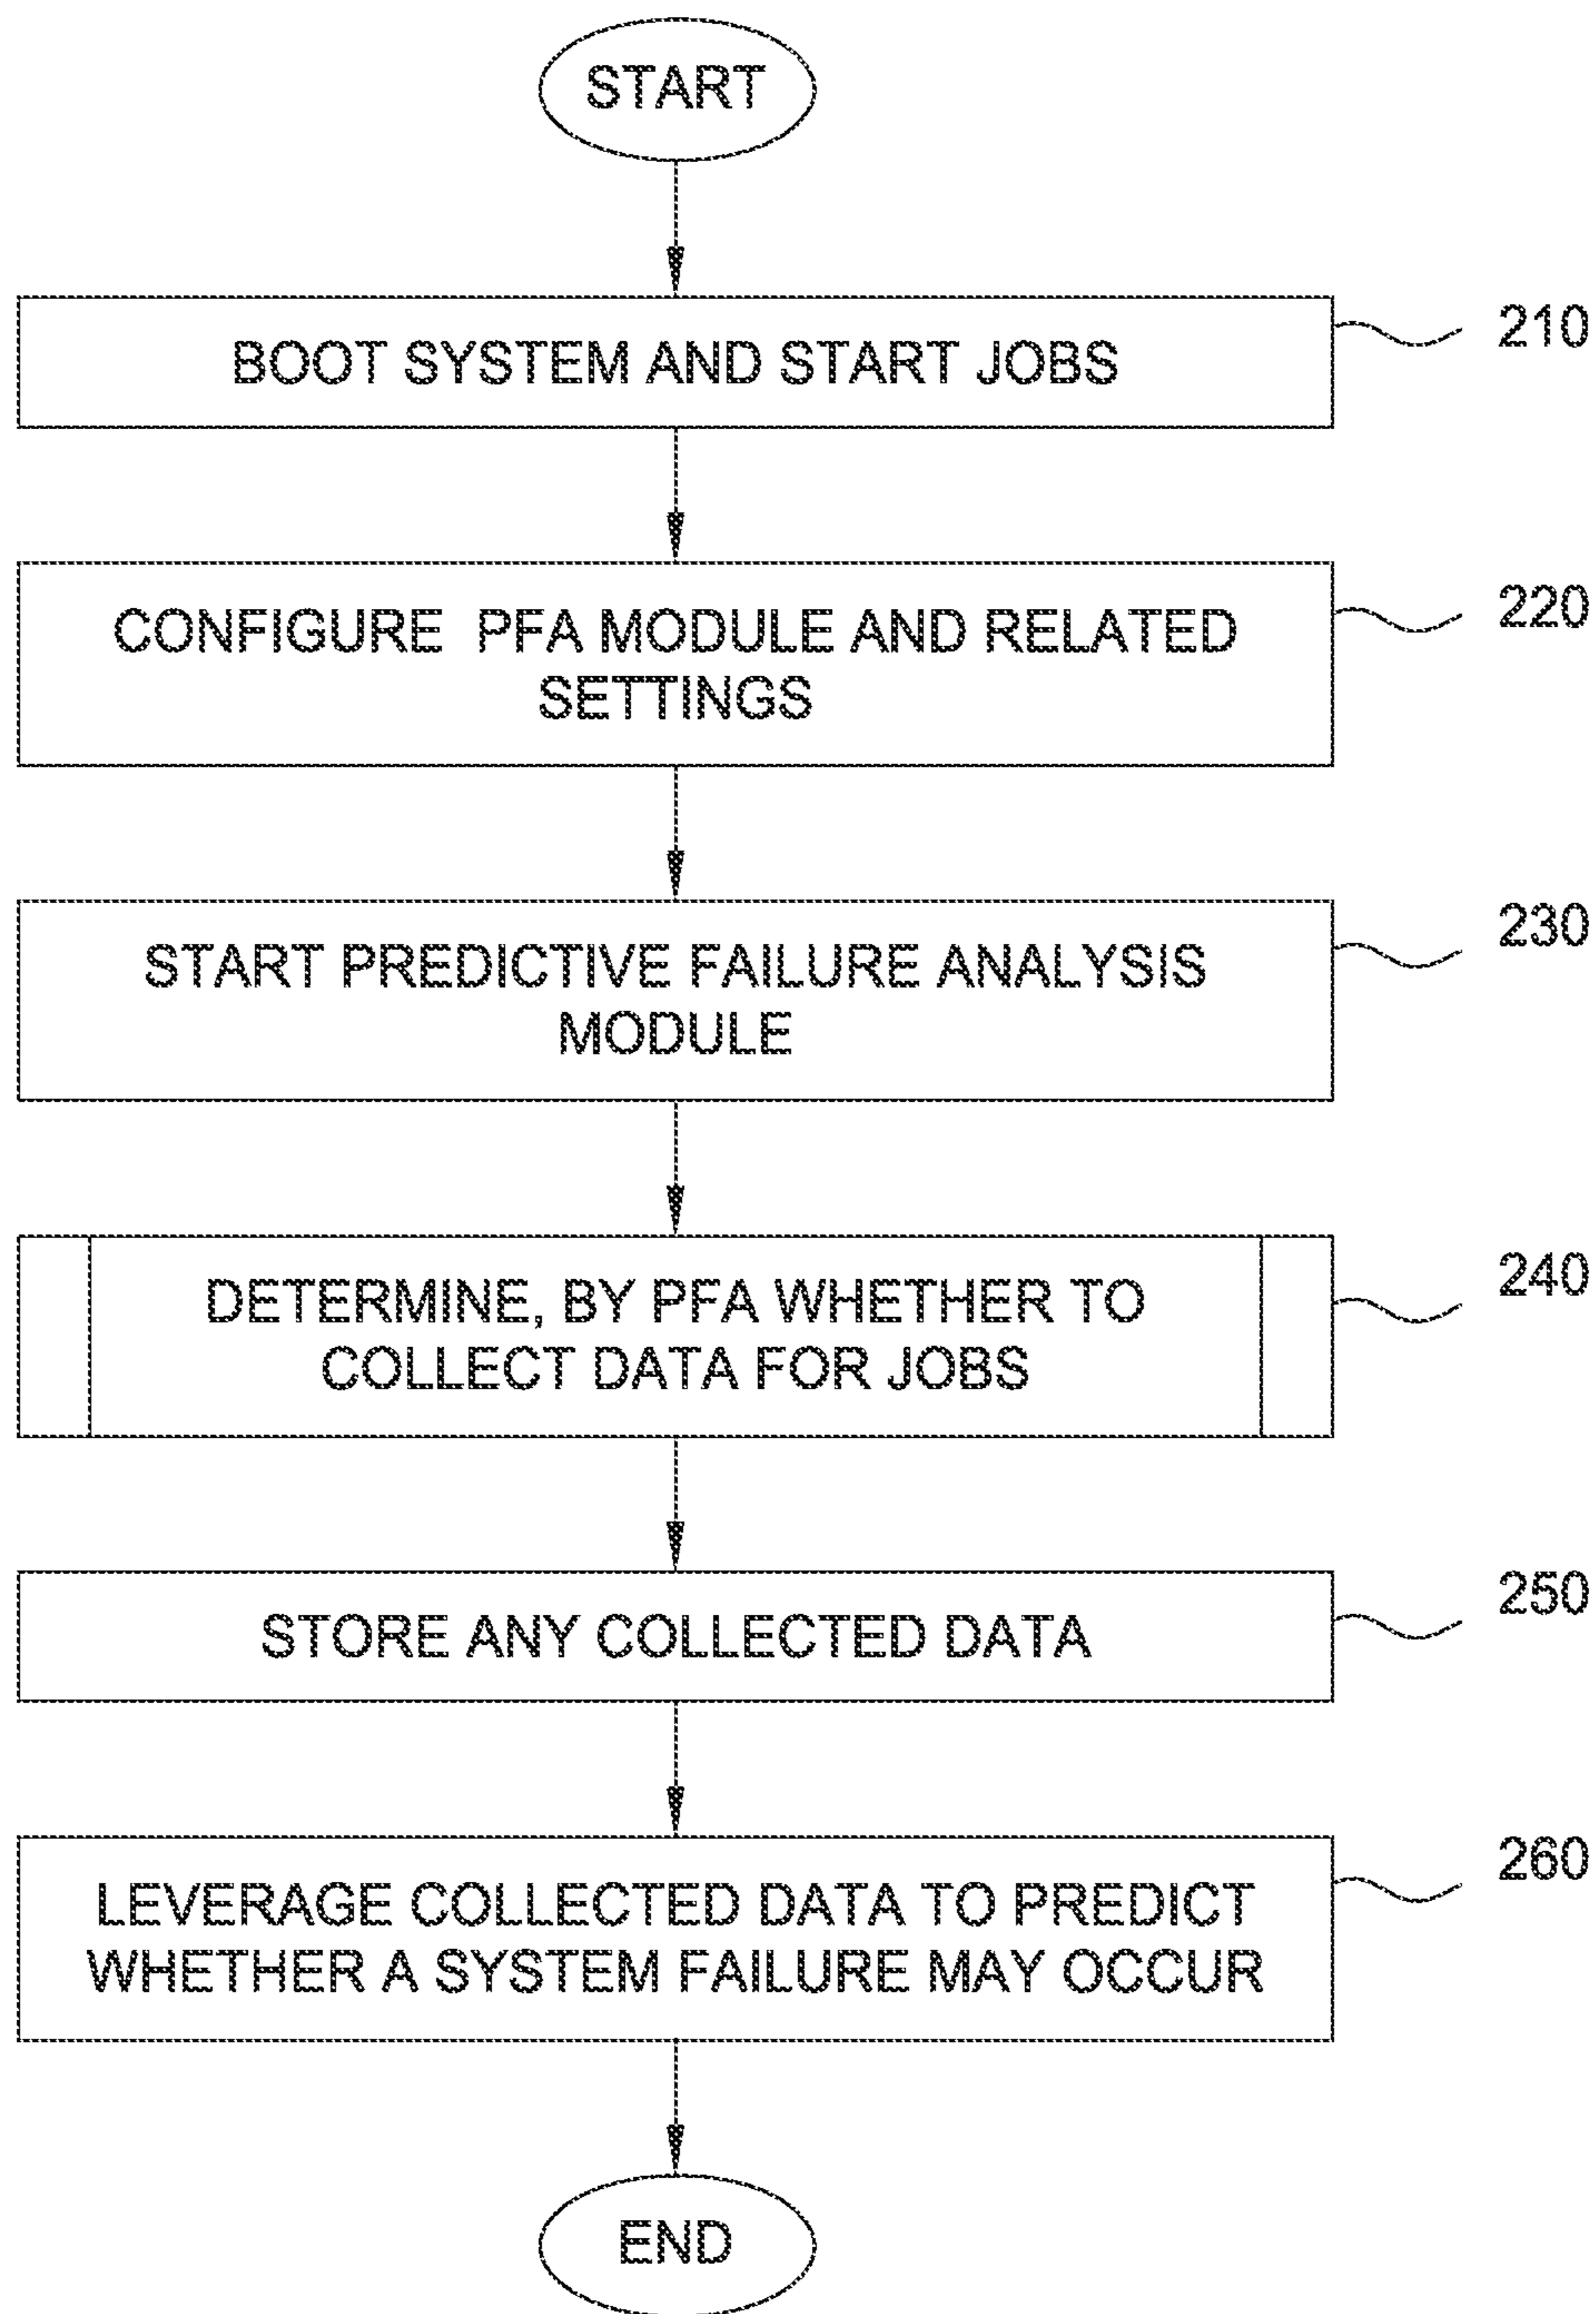 START
BOOT SYSTEM AND START JOBS
210
CONFIGURE PFA MODULE AND RELATED
SETTINGS
220
START PREDICTIVE FAILURE ANALYSIS
MODULE
230
DETERMINE, BY PFA WHETHER TO
COLLECT DATA FOR JOBS
240
STORE ANY COLLECTED DATA
250
LEVERAGE COLLECTED DATA TO PREDICT
WHETHER A SYSTEM FAILURE MAY OCCUR
260
END